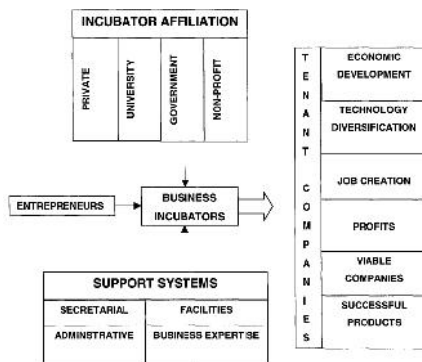 INCUBATOR AFFILIATION
PRIVATE
UNIVERSITY
GOVERNMENT
NON-PROFIT
ENTREPRENEURS
BUSINESS
INCUBATORS
SUPPORT SYSTEMS
SECRETARIAL
FACILITIES
ADMINSTRATIVE
BUSINESS EXPERTISE
TENANT COMPANIES
ECONOMIC
DEVELOPMENT
TECHNOLOGY
DIVERSIFICATION
JOB CREATION
PROFITS
VIABLE
COMPANIES
SUCCESSFUL
PRODUCTS